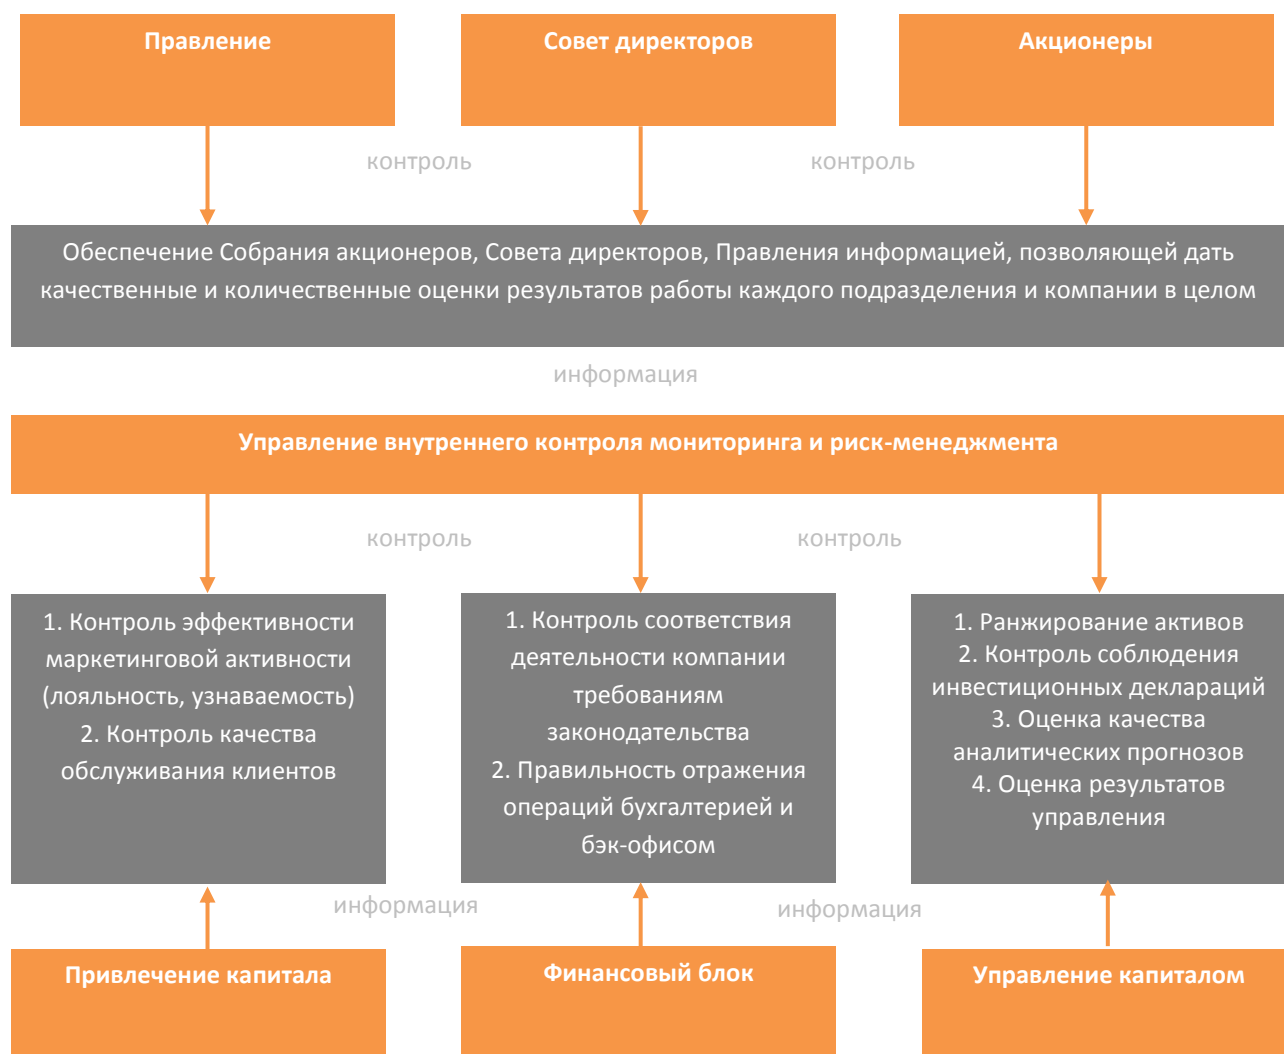 Правление
Совет директоров
Акционеры
контроль
контроль
Обеспечение Собрания акционеров, Совета директоров, Правления информацией, позволяющей дать
качественные и количественные оценки результатов работы каждого подразделения и компании в целом
информация
Управление внутреннего контроля мониторинга и риск-менеджмента
контроль
контроль
1. Контроль эффективности
маркетинговой активности
(лояльность, узнаваемость)
2. Контроль качества
обслуживания клиентов
1. Контроль соответствия
деятельности компании
требованиям
законодательства
2. Правильность отражения
операций бухгалтерией и
бэк-офисом
1. Ранжирование активов
2. Контроль соблюдения
инвестиционных деклараций
3. Оценка качества
аналитических прогнозов
4. Оценка результатов
управления
информация
информация
Привлечение капитала
Финансовый блок
Управление капиталом